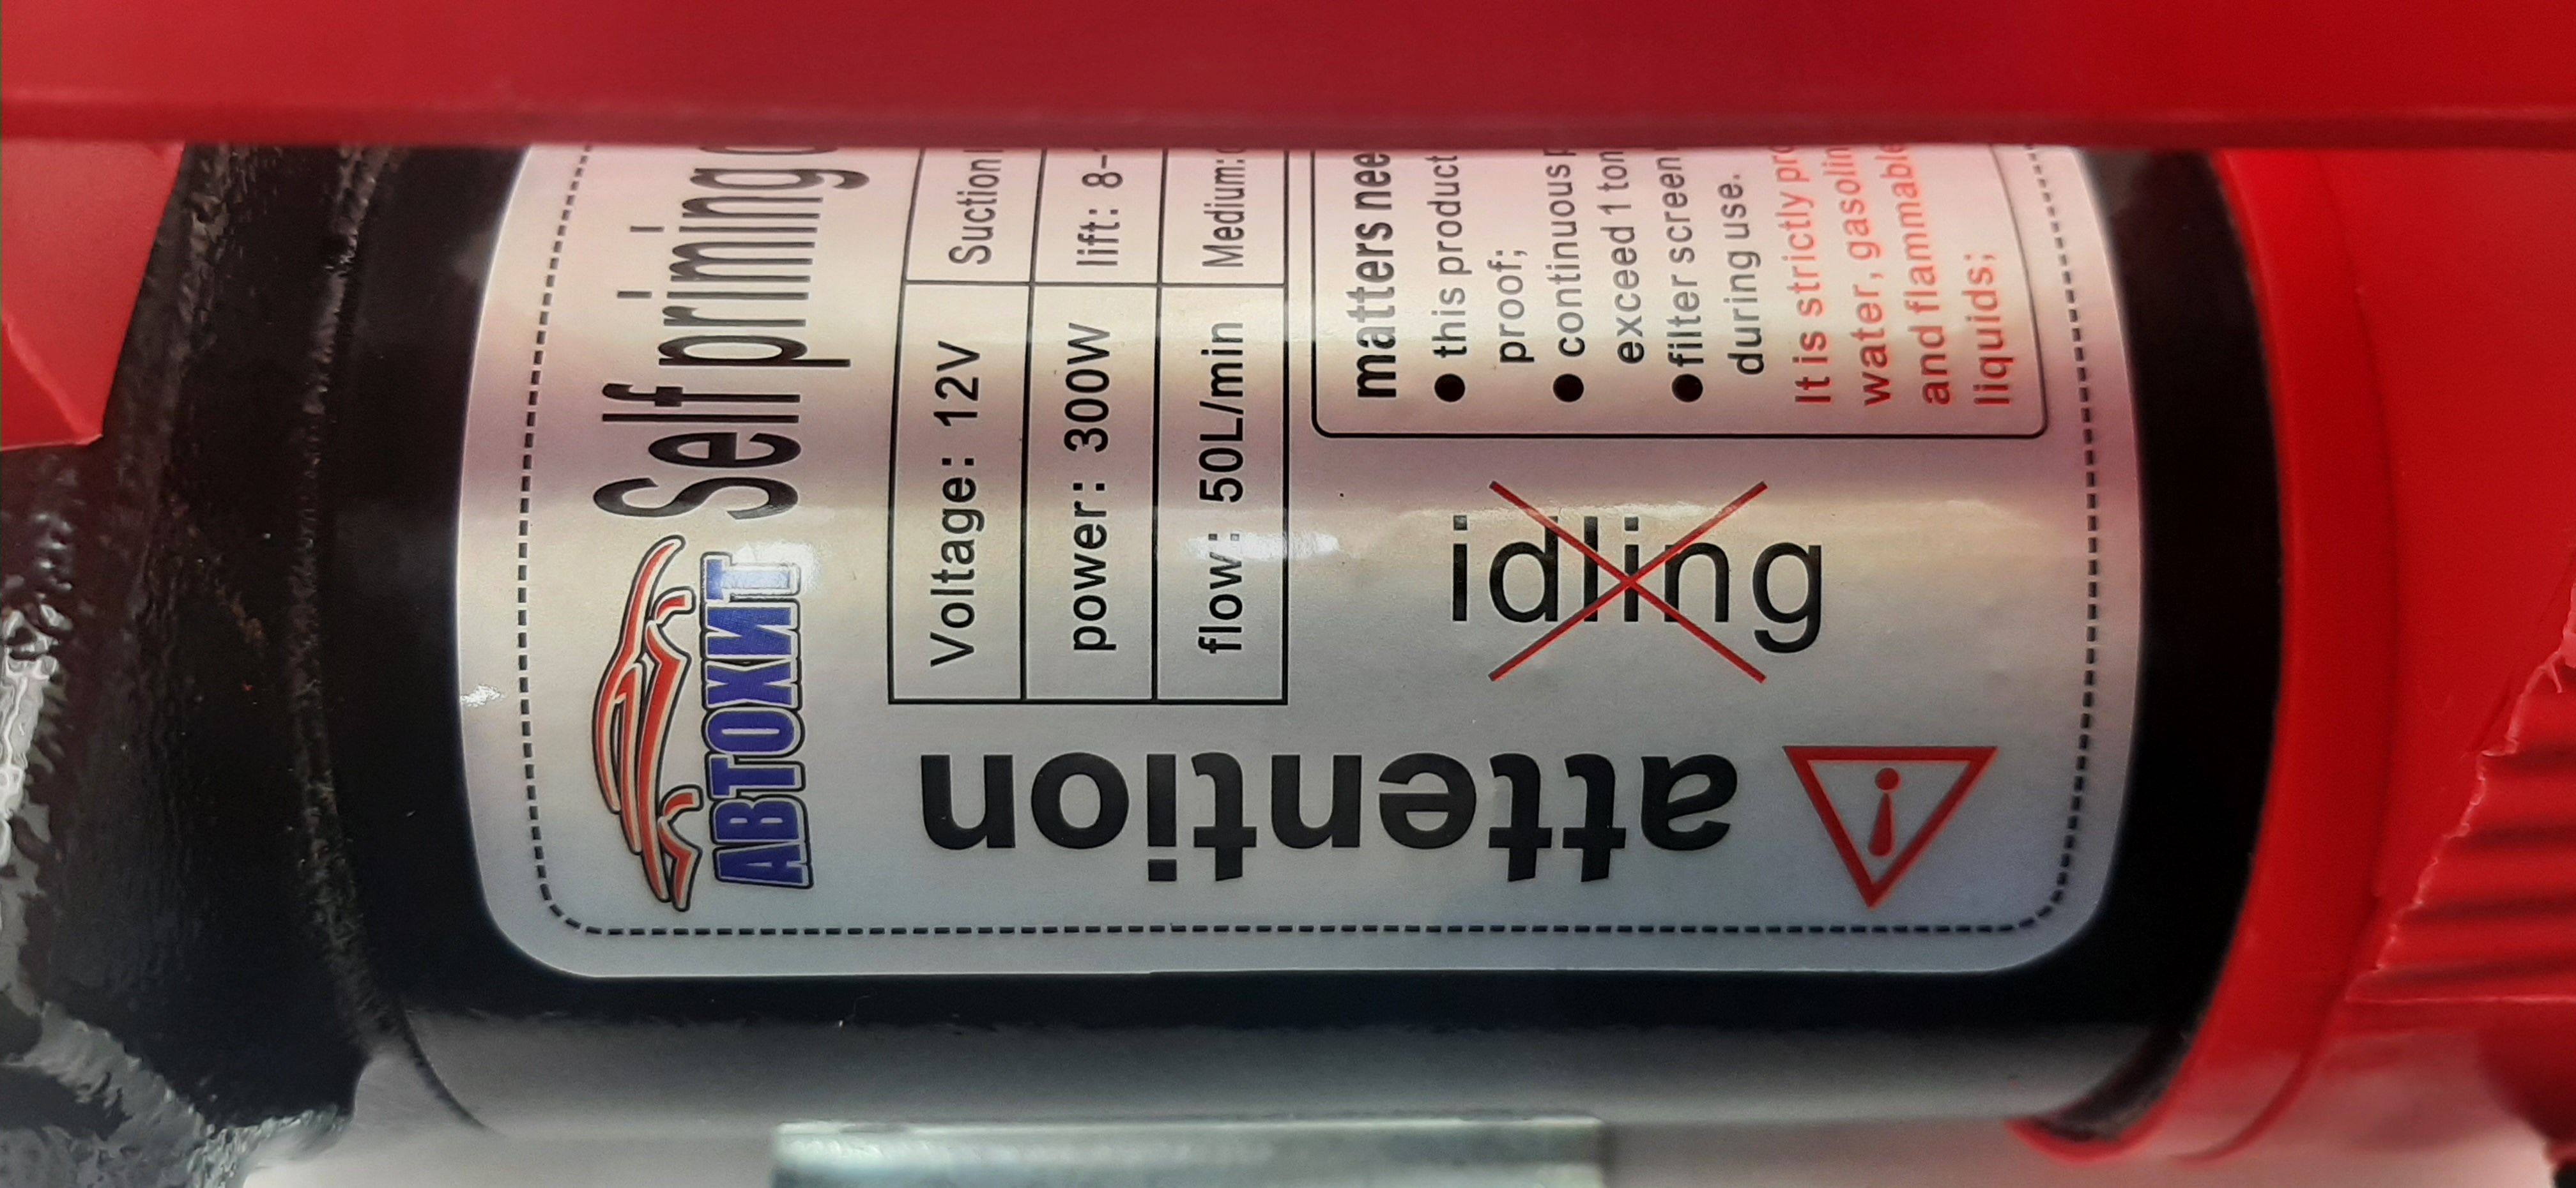 АВТОХИТ
Self priming
Voltage: 12V
Suction
power: 300W
lift: 8-
flow: 50L/min
Medium:
attention
idling
matters nee
● this product
proof;
● continuous
exceed 1 ton
● filter screen
during use.
It is strictly pro
water, gasolin
and flammable
liquids;